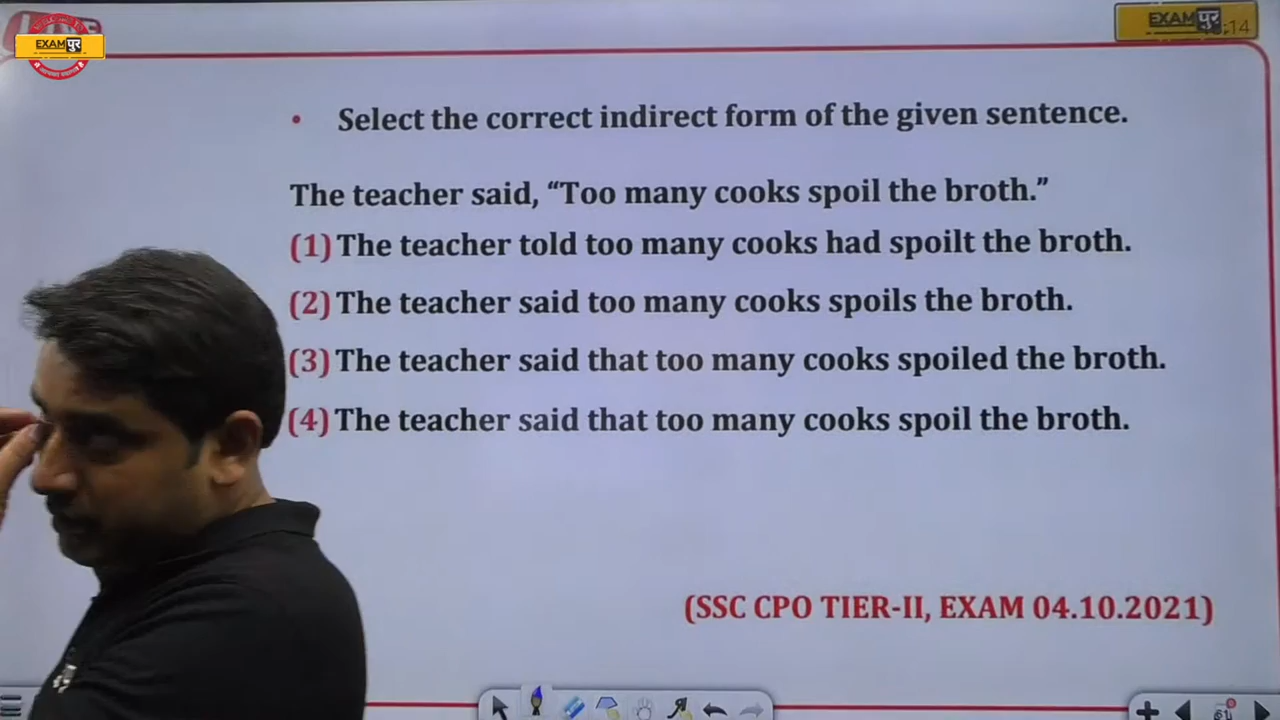 EXAMपुर
EXAMपुर
:14
• Select the correct indirect form of the given sentence.
The teacher said, “Too many cooks spoil the broth.”
(1) The teacher told too many cooks had spoilt the broth.
(2) The teacher said too many cooks spoils the broth.
(3) The teacher said that too many cooks spoiled the broth.
(4) The teacher said that too many cooks spoil the broth.
(SSC CPO TIER-II, EXAM 04.10.2021)